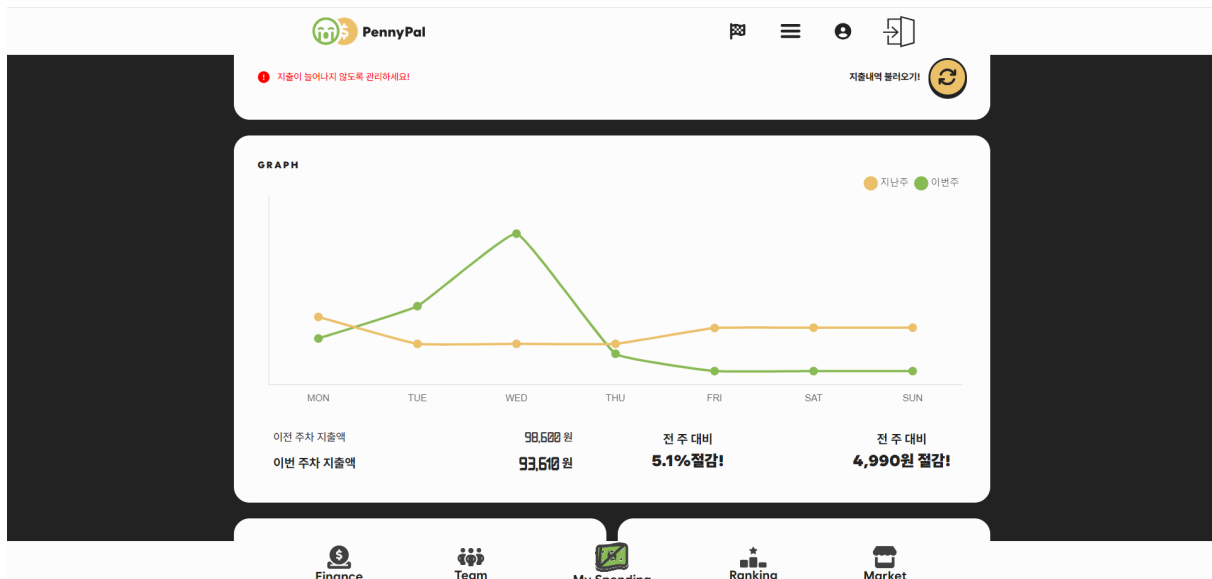 PennyPal
지출이 늘어나지 않도록 관리하세요!
지출내역 불러오기!
GRAPH
지난주 이번주
MON TUE WED THU FRI SAT SUN
이전 주차 지출액 98,600 원 전 주 대비 전 주 대비
이번 주차 지출액 93,610 원 5.1%절감! 4,990원 절감!
Finance Team My Spending Ranking Market